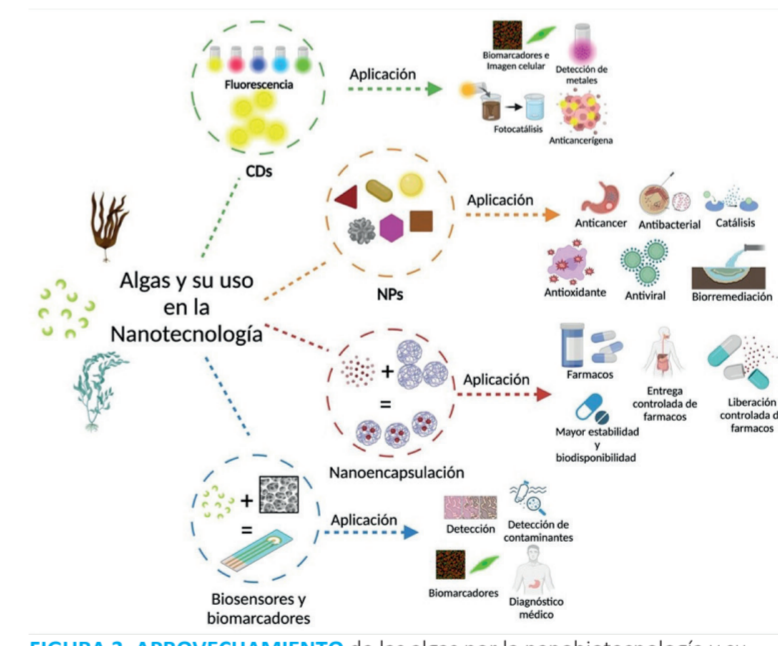 Fluorescencia
CDs
Aplicación
Biomarcadores e
Imagen celular
Detección de
metales
Fotocatálisis
Anticancerígena
NPs
Aplicación
Anticancer
Antibacterial
Catálisis
Antioxidante
Antiviral
Biorremediación
Algas y su uso
en la
Nanotecnología
+
=
Nanoencapsulación
Aplicación
Farmacos
Entrega
controlada de
farmacos
Liberación
controlada d
farmacos
Mayor estabilidad
y
biodisponibilidad
+
=
Biosensores y
biomarcadores
Aplicación
Detección
Detección de
contaminantes
Biomarcadores
Diagnóstico
médico
FIGURA 2. APROVECHAMIENTO de las algas por la nanobiotecnología y su